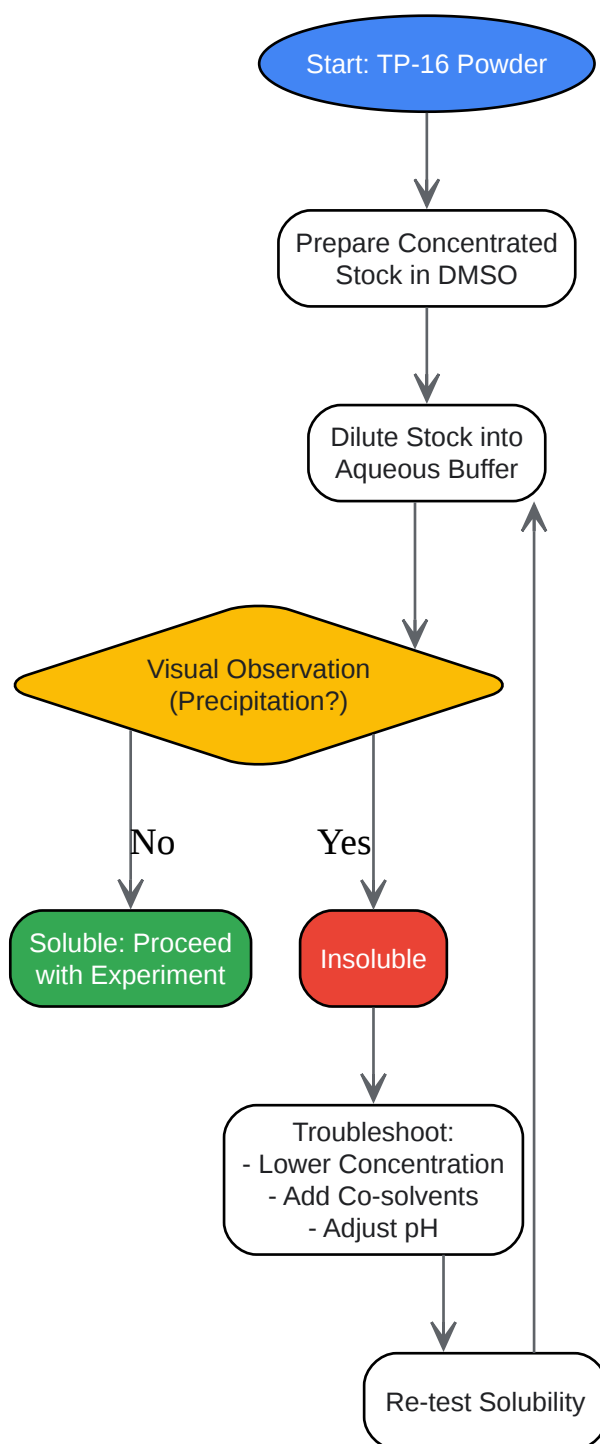 Start: TP-16 Powder
Prepare Concentrated
Stock in DMSO
Dilute Stock into
Aqueous Buffer
Visual Observation
(Precipitation?)
No
Yes
Soluble: Proceed
with Experiment
Insoluble
Troubleshoot:
- Lower Concentration
- Add Co-solvents
- Adjust pH
Re-test Solubility